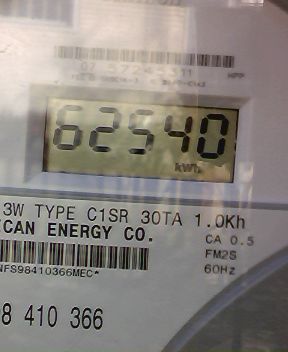 HPP
62540
kWh
3W TYPE C1SR 30TA 1.0Kh
CAN ENERGY CO.
CA 0.5
FM2S
60Hz
NFS98410366MEC*
8 410 366